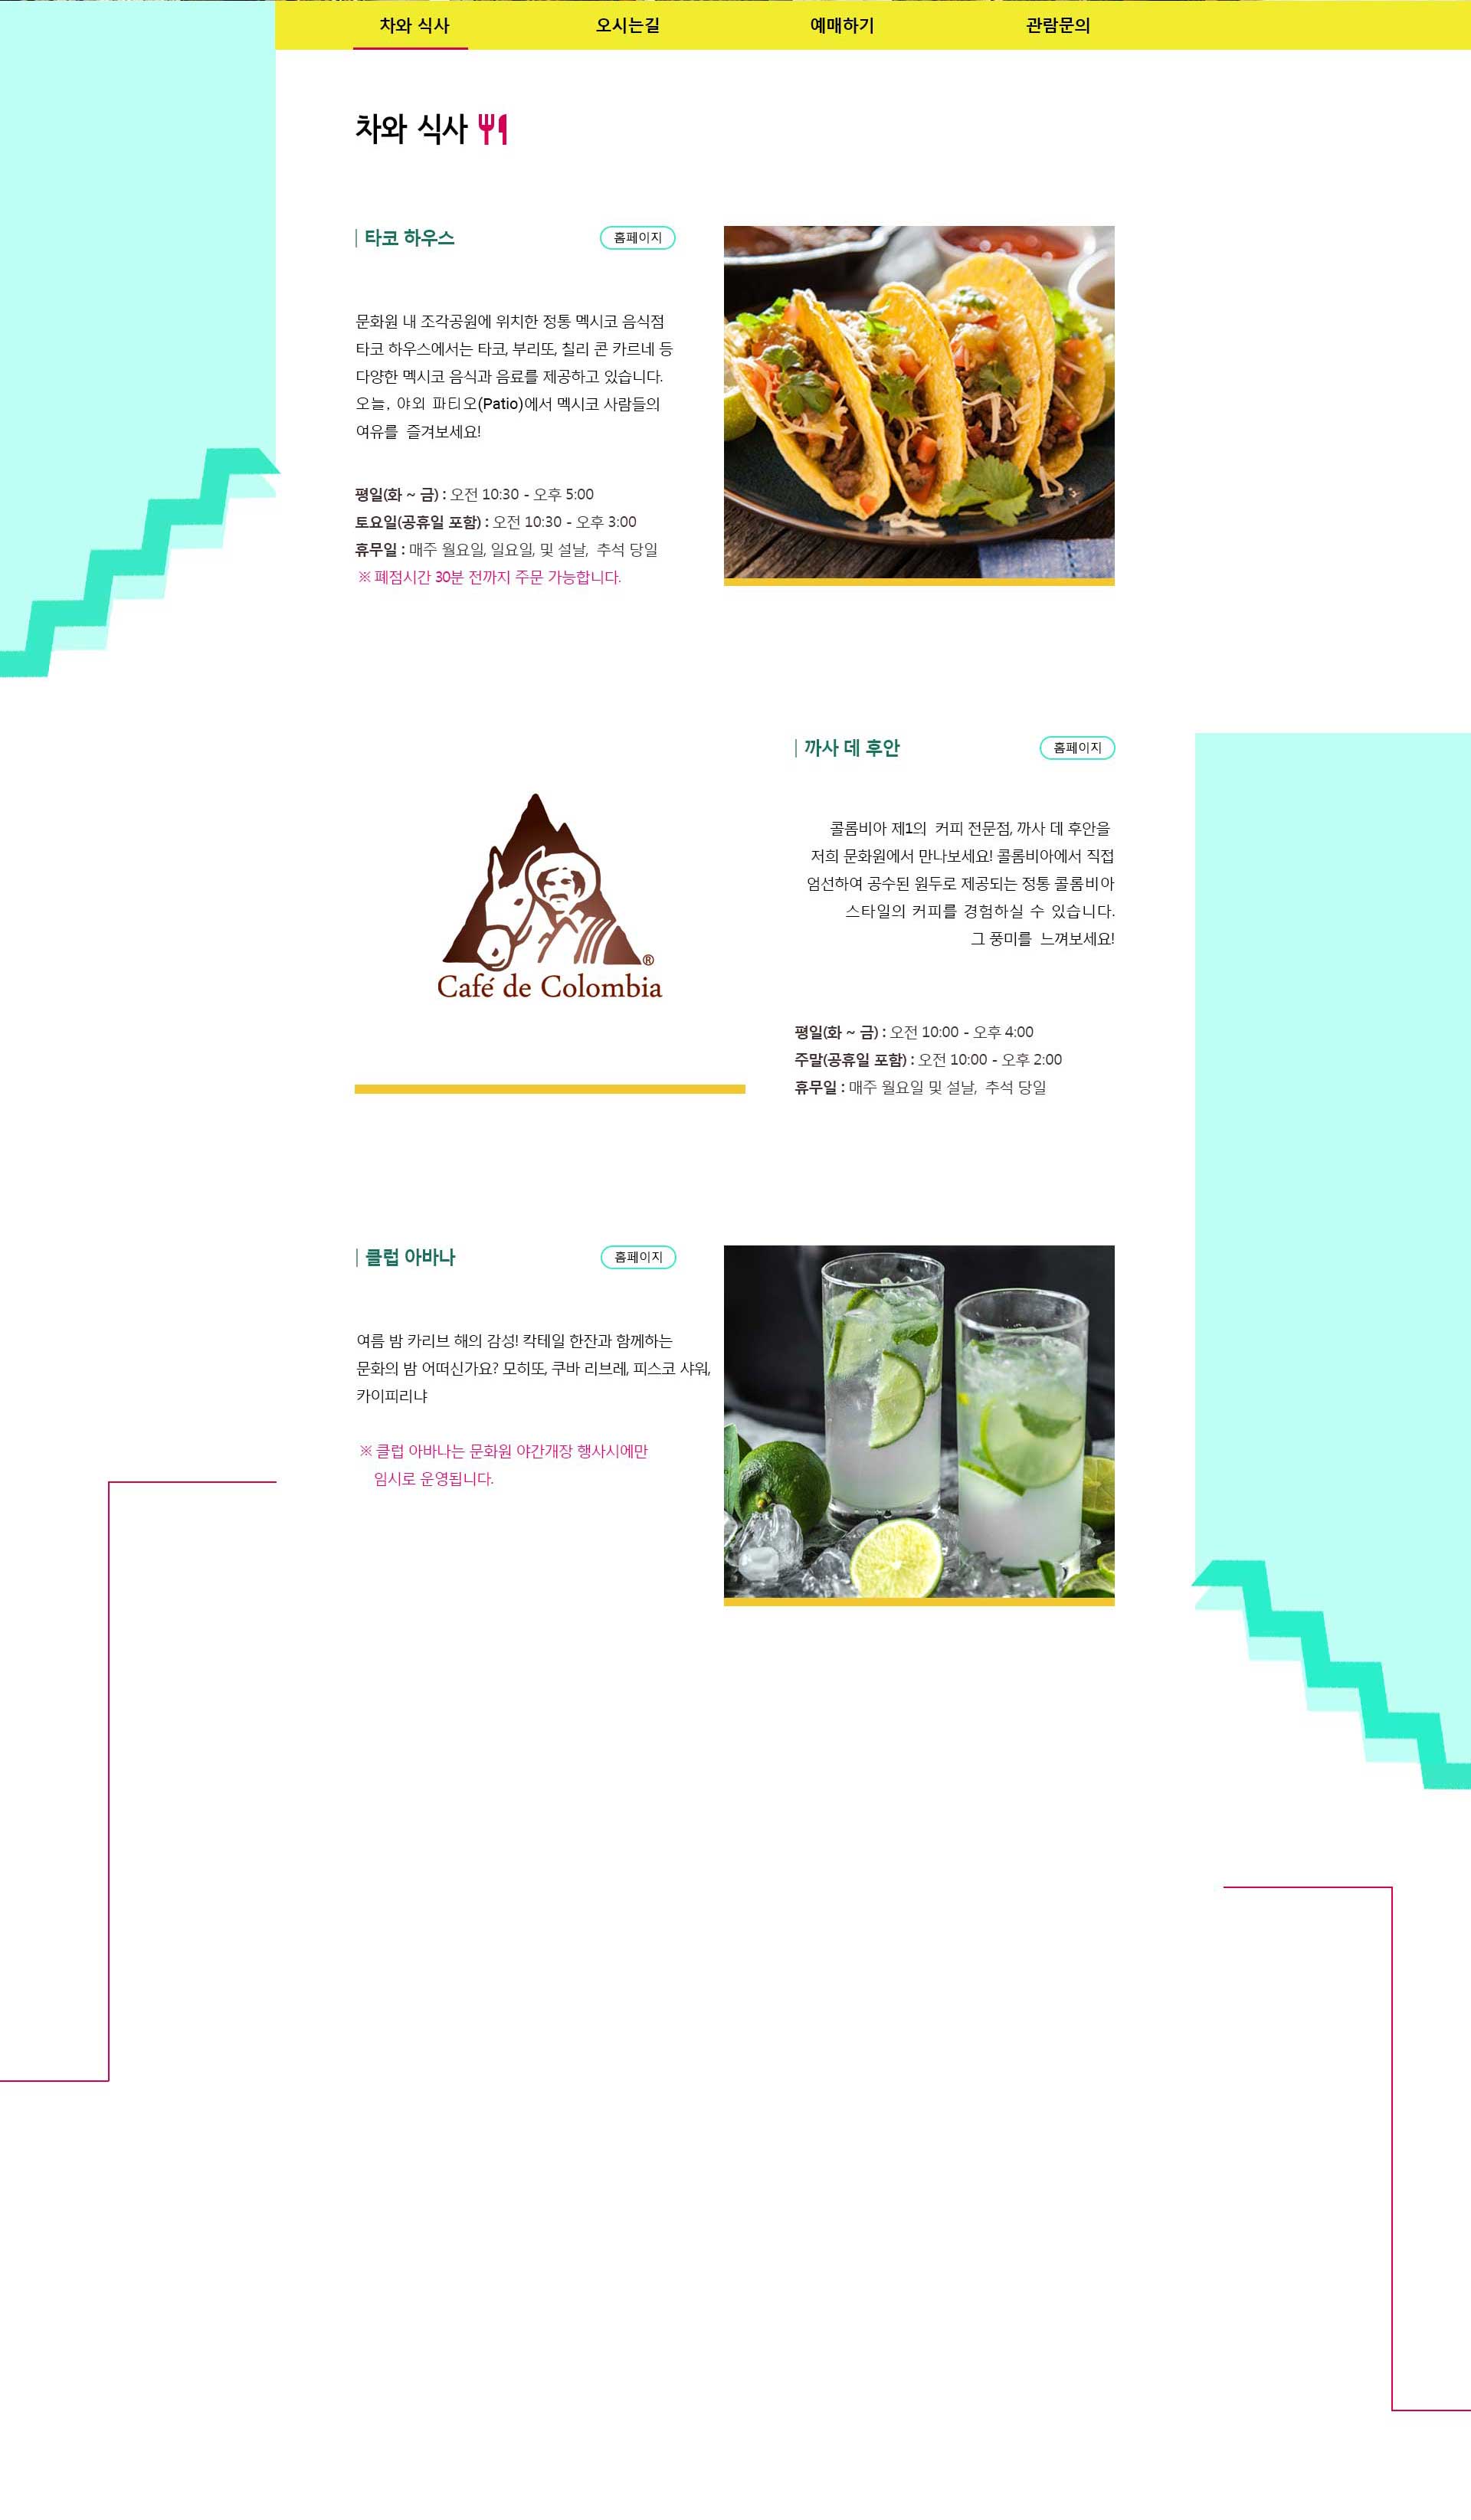 차와 식사
오시는길
예매하기
관람문의
차와 식사
타코 하우스
홈페이지
문화원 내 조각공원에 위치한 정통 멕시코 음식점
타코 하우스에서는 타코, 부리또, 칠리 콘 카르네 등
다양한 멕시코 음식과 음료를 제공하고 있습니다.
오늘, 야외 파티오(Patio)에서 멕시코 사람들의
여유를 즐겨보세요!
평일(화 ~ 금) : 오전 10:30 - 오후 5:00
토요일(공휴일 포함) : 오전 10:30 - 오후 3:00
휴무일 : 매주 월요일, 일요일, 및 설날, 추석 당일
※ 폐점시간 30분 전까지 주문 가능합니다.
까사 데 후안
홈페이지
콜롬비아 제1의 커피 전문점, 까사 데 후안을
저희 문화원에서 만나보세요! 콜롬비아에서 직접
엄선하여 공수된 원두로 제공되는 정통 콜롬비아
스타일의 커피를 경험하실 수 있습니다.
그 풍미를 느껴보세요!
®
Café de Colombia
평일(화 ~ 금) : 오전 10:00 - 오후 4:00
주말(공휴일 포함) : 오전 10:00 - 오후 2:00
휴무일 : 매주 월요일 및 설날, 추석 당일
클럽 아바나
홈페이지
여름 밤 카리브 해의 감성! 칵테일 한잔과 함께하는
문화의 밤 어떠신가요? 모히또, 쿠바 리브레, 피스코 샤워,
카이피리냐
※ 클럽 아바나는 문화원 야간개장 행사시에만
임시로 운영됩니다.